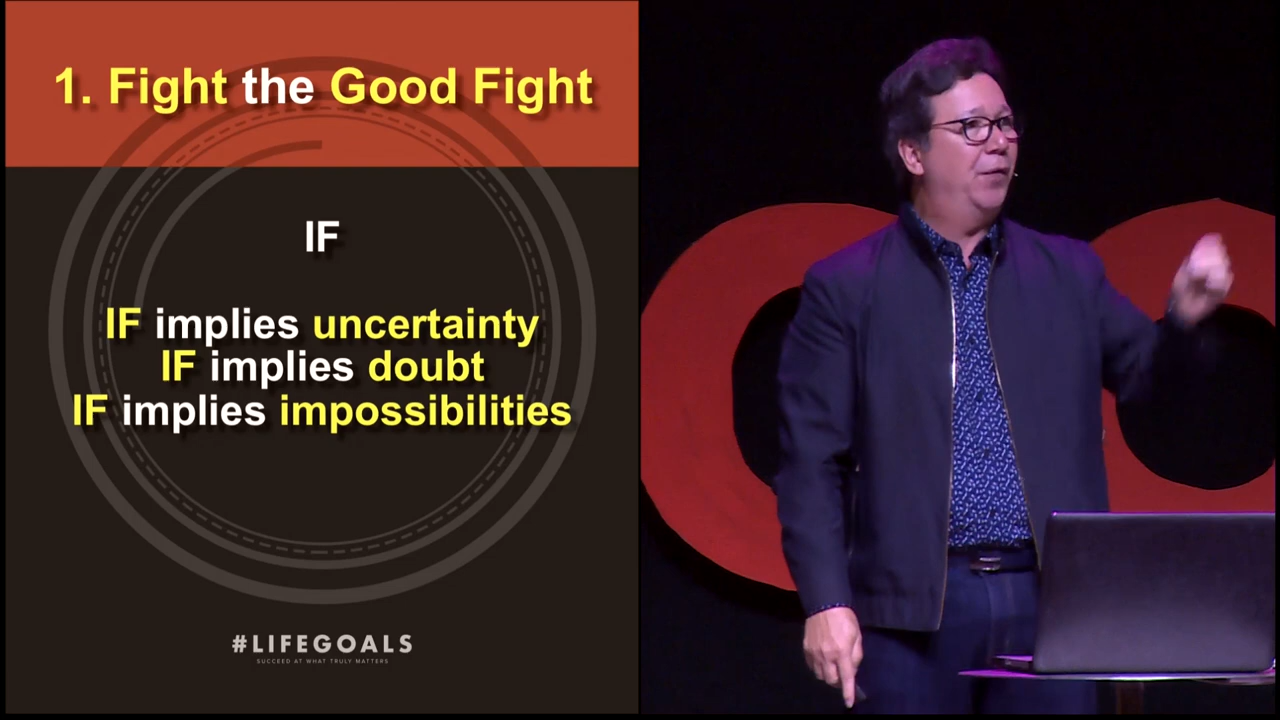 1. Fight the Good Fight
IF
IF implies uncertainty
IF implies doubt
IF implies impossibilities
#LIFEGOALS
SUCCEED AT WHAT TRULY MATTERS